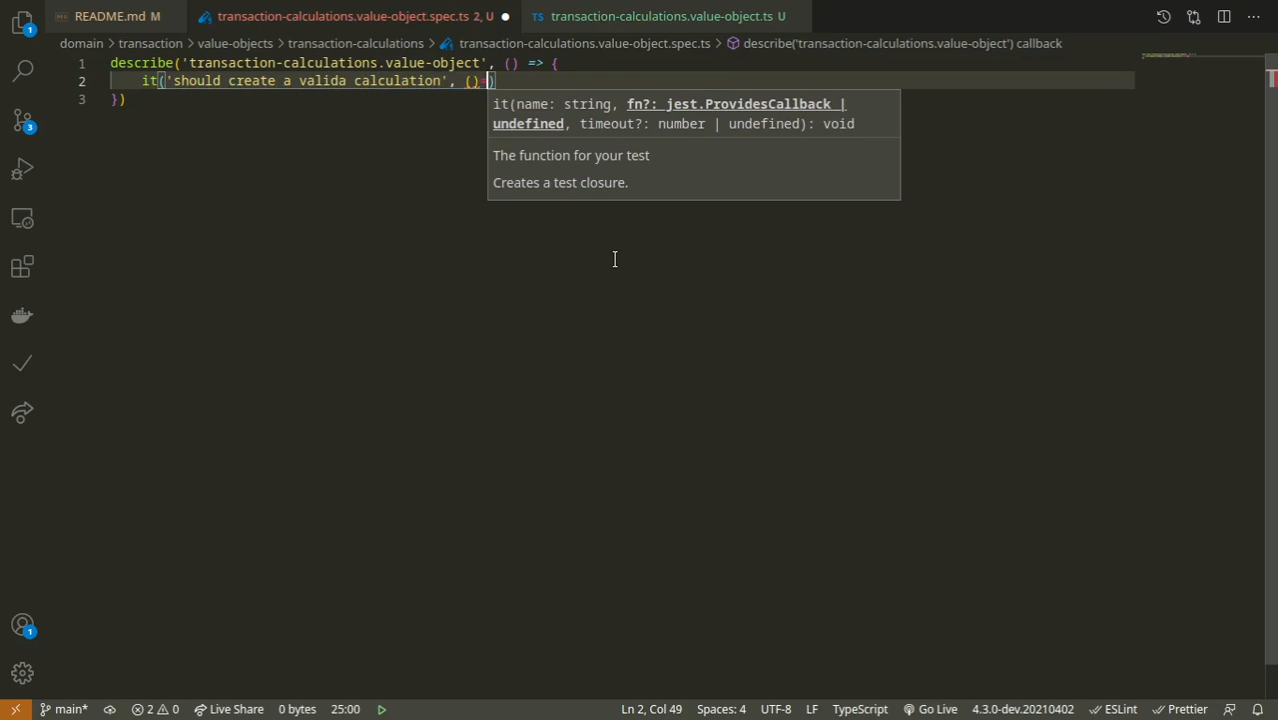 README.md M
transaction-calculations.value-object.spec.ts 2, U
TS transaction-calculations.value-object.ts U
domain > transaction > value-objects > transaction-calculations > transaction-calculations.value-object.spec.ts > describe('transaction-calculations.value-object') callback
1 describe('transaction-calculations.value-object', () => {
2 it('should create a valida calculation', ()=)
3 })
it(name: string, fn?: jest.ProvidesCallback |
undefined, timeout?: number | undefined): void
The function for your test
Creates a test closure.
1
3
1
main* 2 0 Live Share 0 bytes 25:00 Ln 2, Col 49 Spaces: 4 UTF-8 LF TypeScript Go Live 4.3.0-dev.20210402 ESLint Prettier